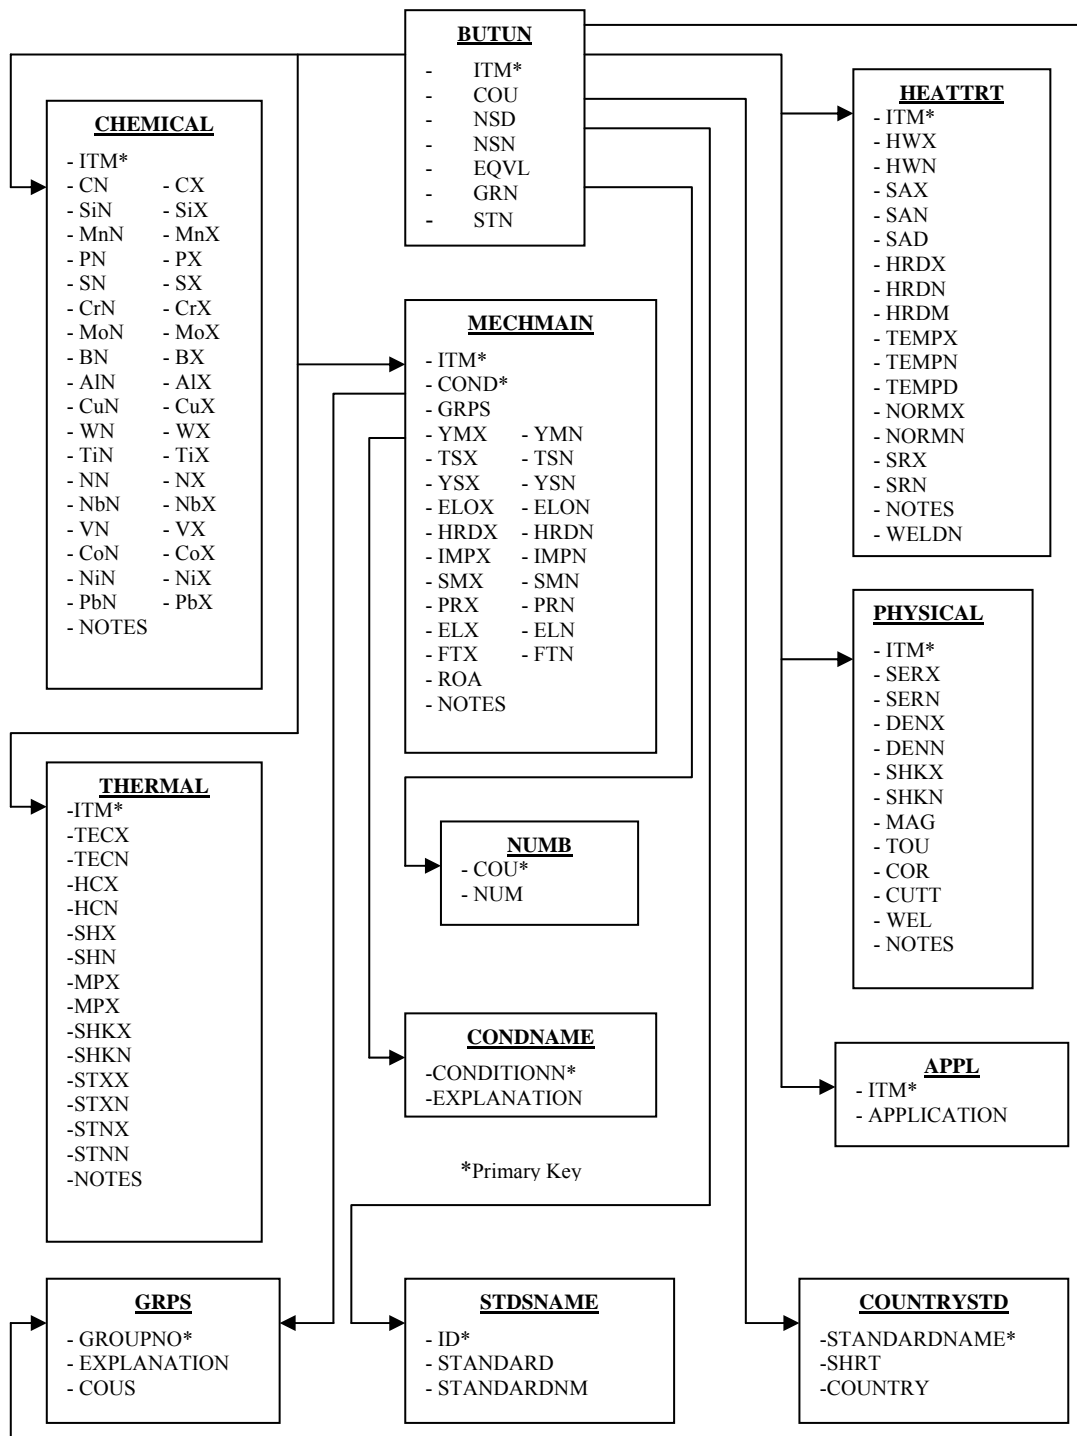 BUTUN
- ITM*
- COU
- NSD
- NSN
- EQVL
- GRN
- STN
CHEMICAL
- ITM*
- CN - CX
- SiN - SiX
- MnN - MnX
- PN - PX
- SN - SX
- CrN - CrX
- MoN - MoX
- BN - BX
- AlN - AlX
- CuN - CuX
- WN - WX
- TiN - TiX
- NN - NX
- NbN - NbX
- VN - VX
- CoN - CoX
- NiN - NiX
- PbN - PbX
- NOTES
MECHMAIN
- ITM*
- COND*
- GRPS
- YMX - YMN
- TSX - TSN
- YSX - YSN
- ELOX - ELON
- HRDX - HRDN
- IMPX - IMPN
- SMX - SMN
- PRX - PRN
- ELX - ELN
- FTX - FTN
- ROA
- NOTES
HEATTRT
- ITM*
- HWX
- HWN
- SAX
- SAN
- SAD
- HRDX
- HRDN
- HRDM
- TEMPX
- TEMPN
- TEMPD
- NORMX
- NORMN
- SRX
- SRN
- NOTES
- WELDN
PHYSICAL
- ITM*
- SERX
- SERN
- DENX
- DENN
- SHKX
- SHKN
- MAG
- TOU
- COR
- CUTT
- WEL
- NOTES
THERMAL
-ITM*
-TECX
-TECN
-HCX
-HCN
-SHX
-SHN
-MPX
-MPX
-SHKX
-SHKN
-STXX
-STXN
-STNX
-STNN
-NOTES
NUMB
- COU*
- NUM
CONDNAME
-CONDITIONN*
-EXPLANATION
APPL
- ITM*
- APPLICATION
*Primary Key
GRPS
- GROUPNO*
- EXPLANATION
- COUS
STDSNAME
- ID*
- STANDARD
- STANDARDNM
COUNTRYSTD
-STANDARDNAME*
-SHRT
-COUNTRY